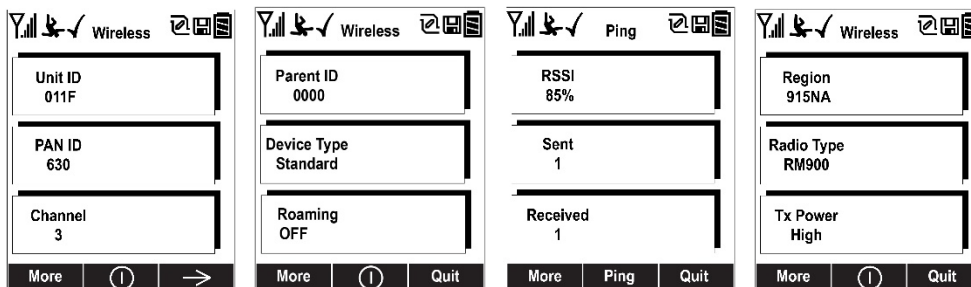 Wireless
Unit ID
011F
PAN ID
630
Channel
3
More
Wireless
Parent ID
0000
Device Type
Standard
Roaming
OFF
More Quit
Ping
RSSI
85%
Sent
1
Received
1
More Ping Quit
Wireless
Region
915NA
Radio Type
RM900
Tx Power
High
More Quit